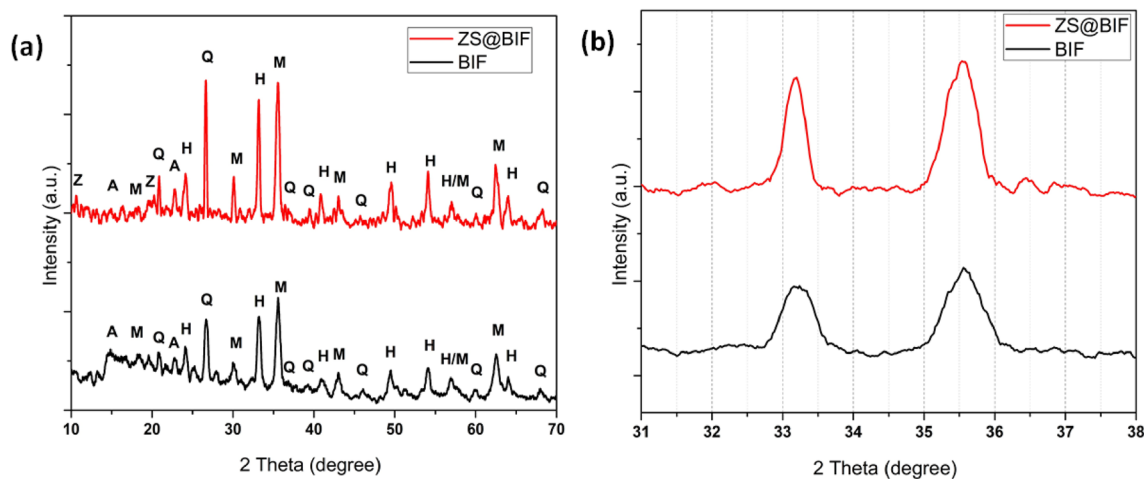 (a)
ZS@BIF
BIF
Z
A
M
Z
Q
A
H
Q
M
H
M
Q
Q
H
M
Q
H
H
H/M
Q
M
H
Q
A
M
Q
A
H
Q
M
H
M
Q
Q
H
M
Q
H
H
H/M
Q
M
H
Q
Intensity (a.u.)
10 20 30 40 50 60 70
2 Theta (degree)
(b)
ZS@BIF
BIF
Intensity (a.u.)
31 32 33 34 35 36 37 38
2 Theta (degree)